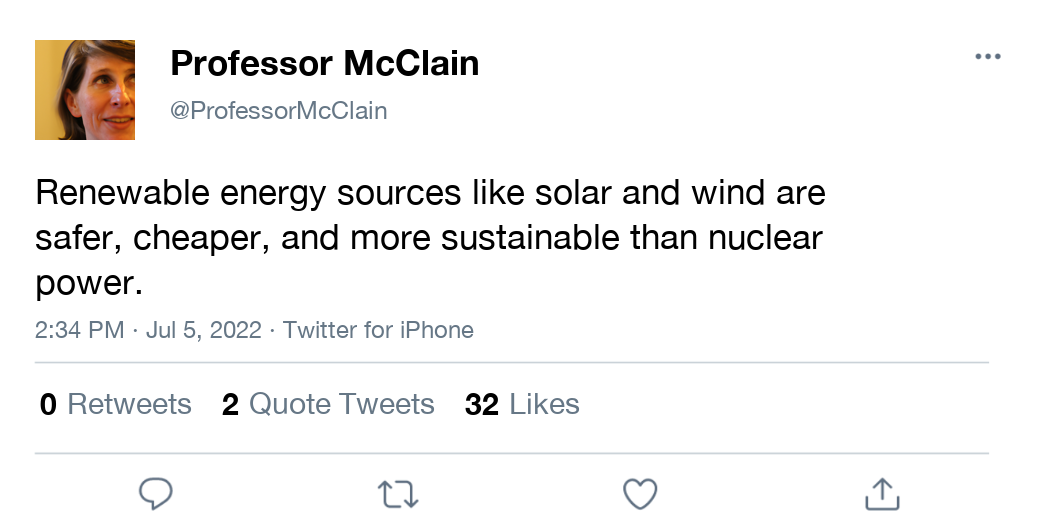 Professor McClain
@ProfessorMcClain
Renewable energy sources like solar and wind are
safer, cheaper, and more sustainable than nuclear
power.
2:34 PM · Jul 5, 2022 · Twitter for iPhone
0 Retweets 2 Quote Tweets 32 Likes